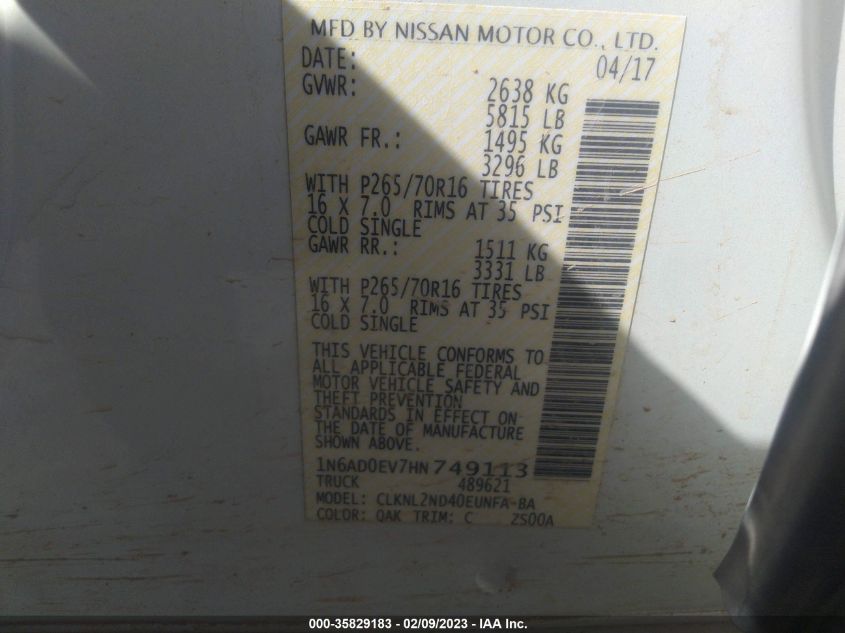 MFD BY NISSAN MOTOR CO., LTD.
DATE: 04/17
GVWR: 2638 KG
5815 LB
GAWR FR.: 1495 KG
3296 LB
WITH P265/70R16 TIRES
16 X 7.0 RIMS AT 35 PSI
COLD SINGLE
GAWR RR.: 1511 KG
3331 LB
WITH P265/70R16 TIRES
16 X 7.0 RIMS AT 35 PSI
COLD SINGLE
THIS VEHICLE CONFORMS TO
ALL APPLICABLE FEDERAL
MOTOR VEHICLE SAFETY AND
THEFT PREVENTION
STANDARDS IN EFFECT ON
THE DATE OF MANUFACTURE
SHOWN ABOVE.
1N6AD0EV7HN749113
TRUCK 489621
MODEL: CLKNL2ND40EUNFA-BA
COLOR: QAK TRIM: C 2S00A
000-35829183 - 02/09/2023 - IAA Inc.